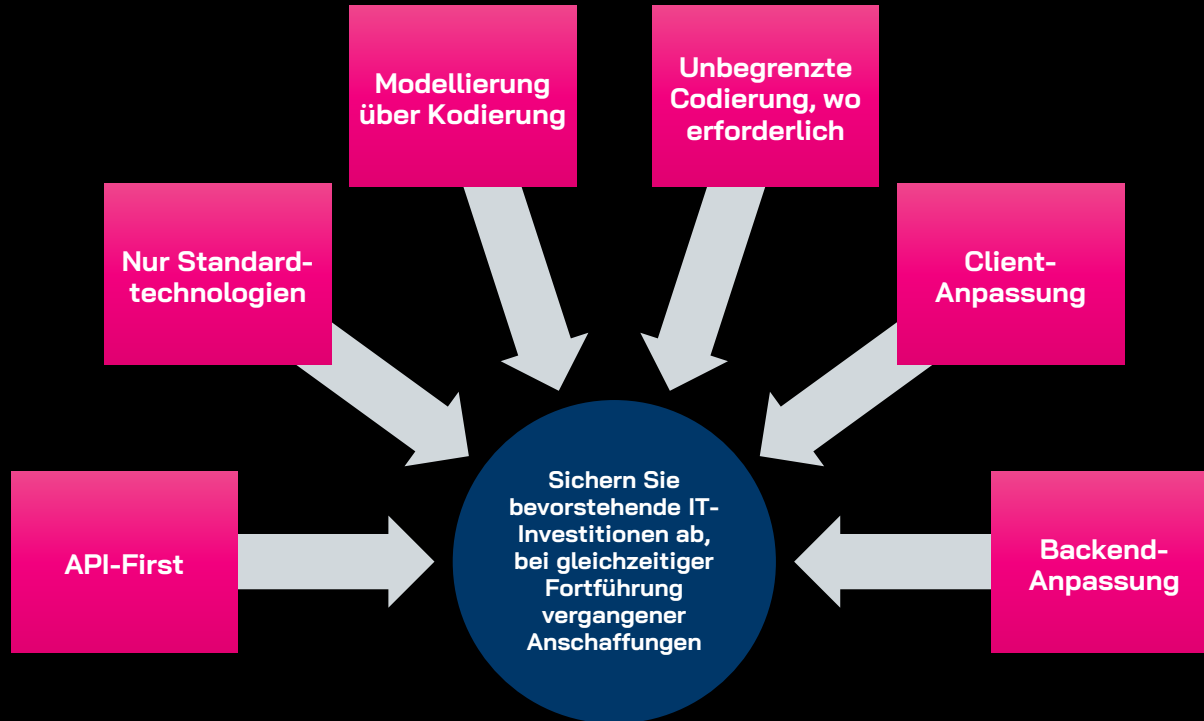 Modellierung
über Kodierung
Unbegrenzte
Codierung, wo
erforderlich
Nur Standard-
technologien
Client-
Anpassung
API-First
Sichern Sie
bevorstehende IT-
Investitionen ab,
bei gleichzeitiger
Fortführung
vergangener
Anschaffungen
Backend-
Anpassung